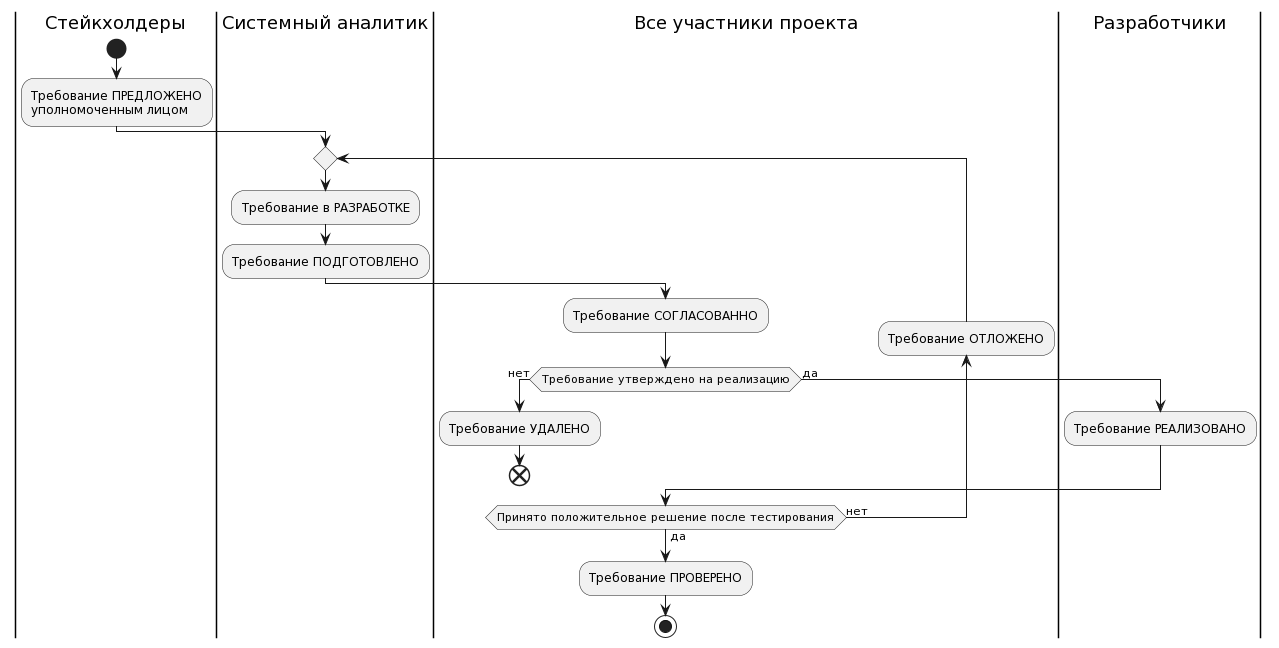 Стейкхолдеры
Системный аналитик
Все участники проекта
Разработчики
Требование ПРЕДЛОЖЕНО
уполномоченным лицом
Требование в РАЗРАБОТКЕ
Требование ПОДГОТОВЛЕНО
Требование СОГЛАСОВАННО
Требование ОТЛОЖЕНО
нет
Требование утверждено на реализацию
да
Требование УДАЛЕНО
Требование РЕАЛИЗОВАНО
Принято положительное решение после тестирования
нет
да
Требование ПРОВЕРЕНО